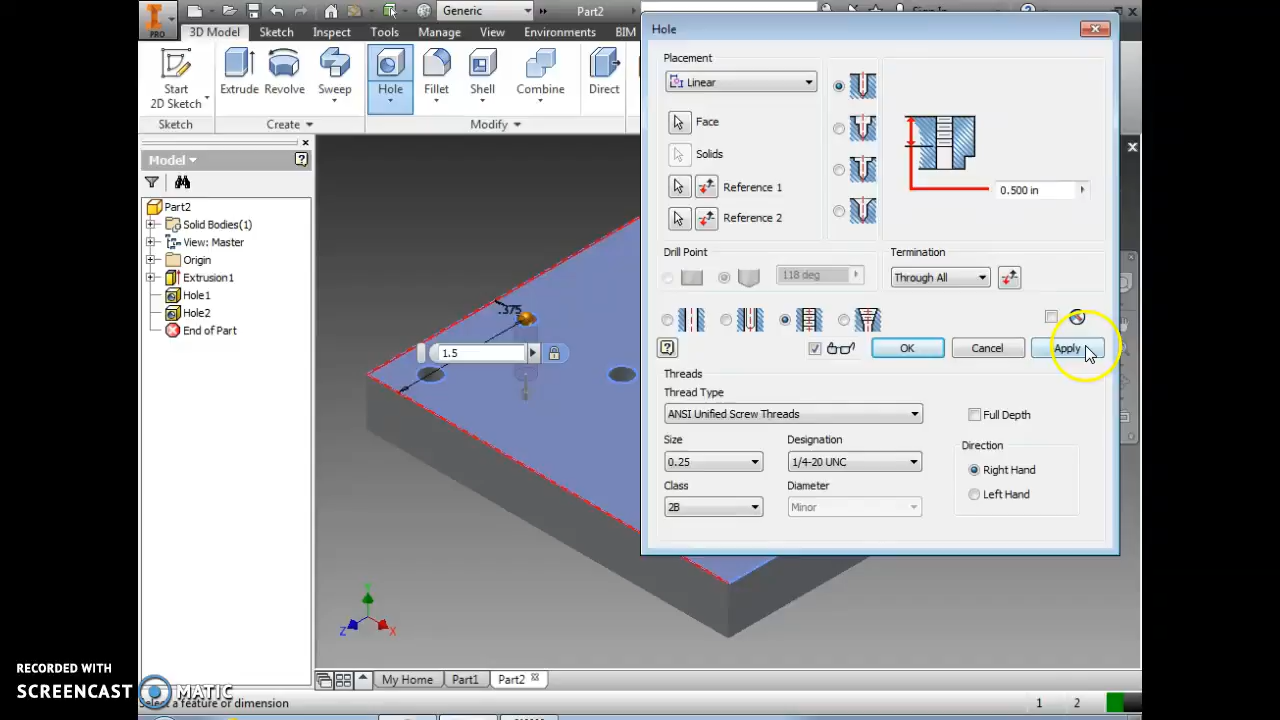 Generic
Part2
Sign In
PRO
3D Model Sketch Inspect Tools Manage View Environments BIM
Start
2D Sketch
Extrude Revolve Sweep
Hole Fillet Shell Combine Direct
Sketch
Create
Modify
Model
Part2
Solid Bodies(1)
View: Master
Origin
Extrusion1
Hole1
Hole2
End of Part
.375
1.5
Hole
Placement
Linear
Face
Solids
Reference 1
Reference 2
0.500 in
Drill Point
118 deg
Termination
Through All
OK
Cancel
Apply
Threads
Thread Type
ANSI Unified Screw Threads
Full Depth
Size
0.25
Designation
1/4-20 UNC
Direction
Right Hand
Left Hand
Class
2B
Diameter
Minor
Z X
My Home Part1 Part2
RECORDED WITH
SCREENCAST MATIC
ect a feature or dimension
1 2